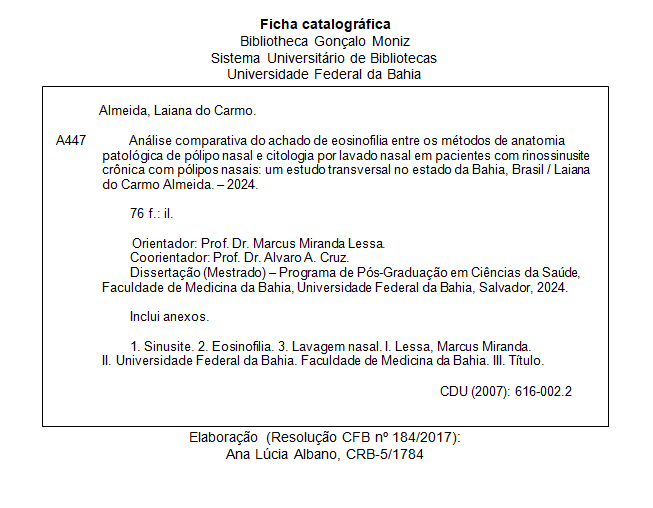 Ficha catalográfica
Bibliotheca Gonçalo Moniz
Sistema Universitário de Bibliotecas
Universidade Federal da Bahia
Almeida, Laiana do Carmo.
A447 Análise comparativa do achado de eosinofilia entre os métodos de anatomia
patológica de pólipo nasal e citologia por lavado nasal em pacientes com rinossinusite
crônica com pólipos nasais: um estudo transversal no estado da Bahia, Brasil / Laiana
do Carmo Almeida. – 2024.
76 f.: il.
Orientador: Prof. Dr. Marcus Miranda Lessa.
Coorientador: Prof. Dr. Alvaro A. Cruz.
Dissertação (Mestrado) – Programa de Pós-Graduação em Ciências da Saúde,
Faculdade de Medicina da Bahia, Universidade Federal da Bahia, Salvador, 2024.
Inclui anexos.
1. Sinusite. 2. Eosinofilia. 3. Lavagem nasal. I. Lessa, Marcus Miranda.
II. Universidade Federal da Bahia. Faculdade de Medicina da Bahia. III. Título.
CDU (2007): 616-002.2
Elaboração (Resolução CFB nº 184/2017):
Ana Lúcia Albano, CRB-5/1784